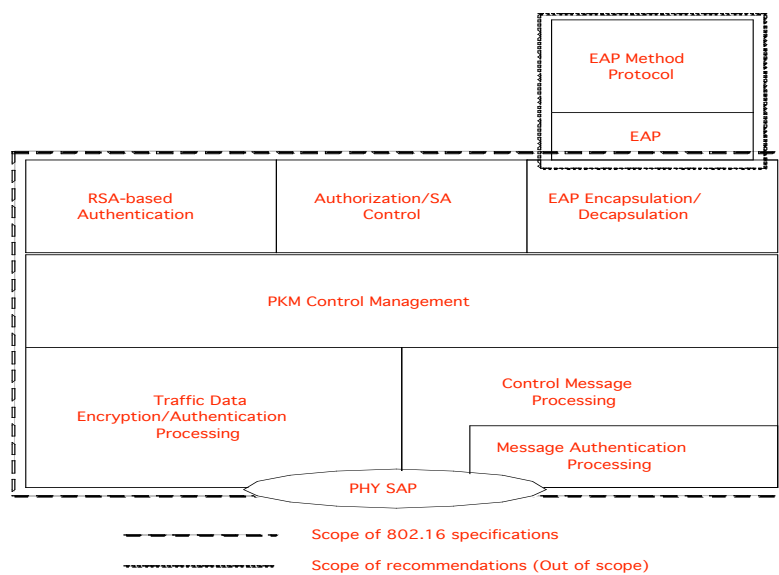 EAP Method
Protocol
EAP
RSA-based
Authentication
Authorization/SA
Control
EAP Encapsulation/
Decapsulation
PKM Control Management
Traffic Data
Encryption/Authentication
Processing
Control Message
Processing
Message Authentication
Processing
PHY SAP
Scope of 802.16 specifications
Scope of recommendations (Out of scope)